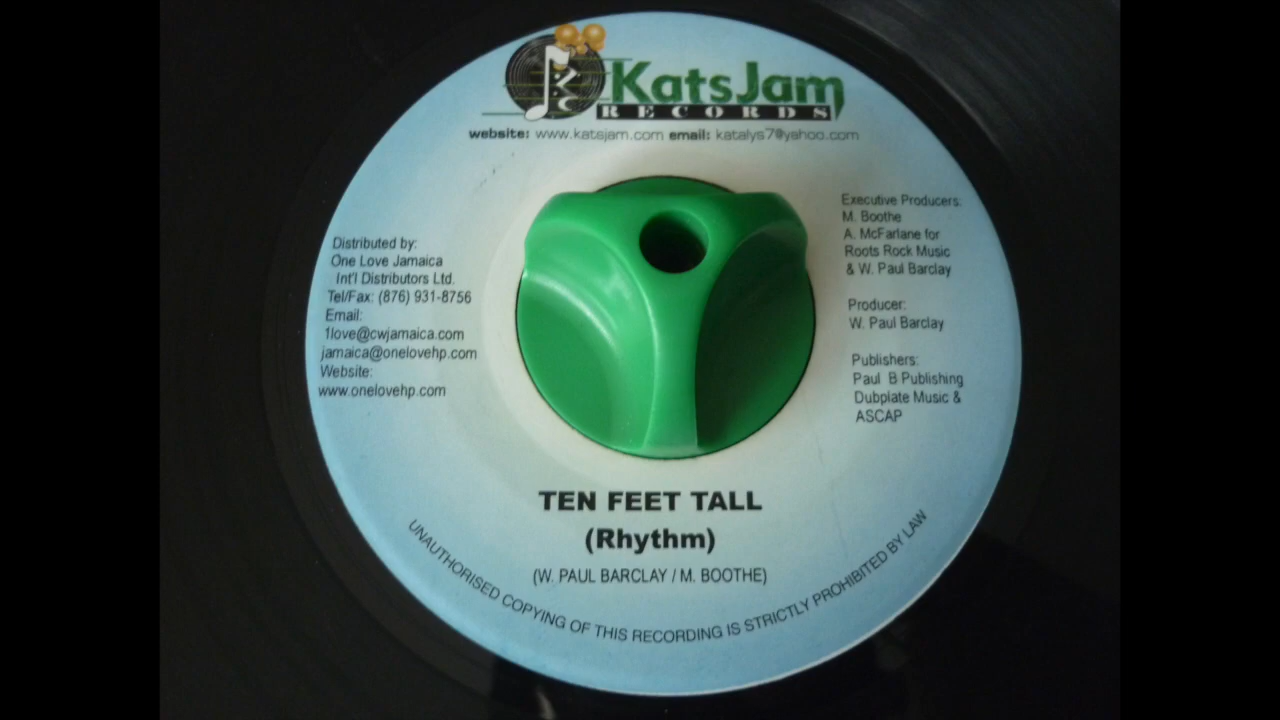 KatsJam
RECORDS
website: www.katsjam.com email: katalys7@yahoo.com
Distributed by:
One Love Jamaica
Int'l Distributors Ltd.
Tel/Fax: (876) 931-8756
Email:
1love@cwjamaica.com
jamaica@onelovehp.com
Website:
www.onelovehp.com
Executive Producers:
M. Boothe
A. McFarlane for
Roots Rock Music
& W. Paul Barclay
Producer:
W. Paul Barclay
Publishers:
Paul B Publishing
Dubplate Music &
ASCAP
TEN FEET TALL
(Rhythm)
(W. PAUL BARCLAY / M. BOOTHE)
UNAUTHORISED COPYING OF THIS RECORDING IS STRICTLY PROHIBITED BY LAW